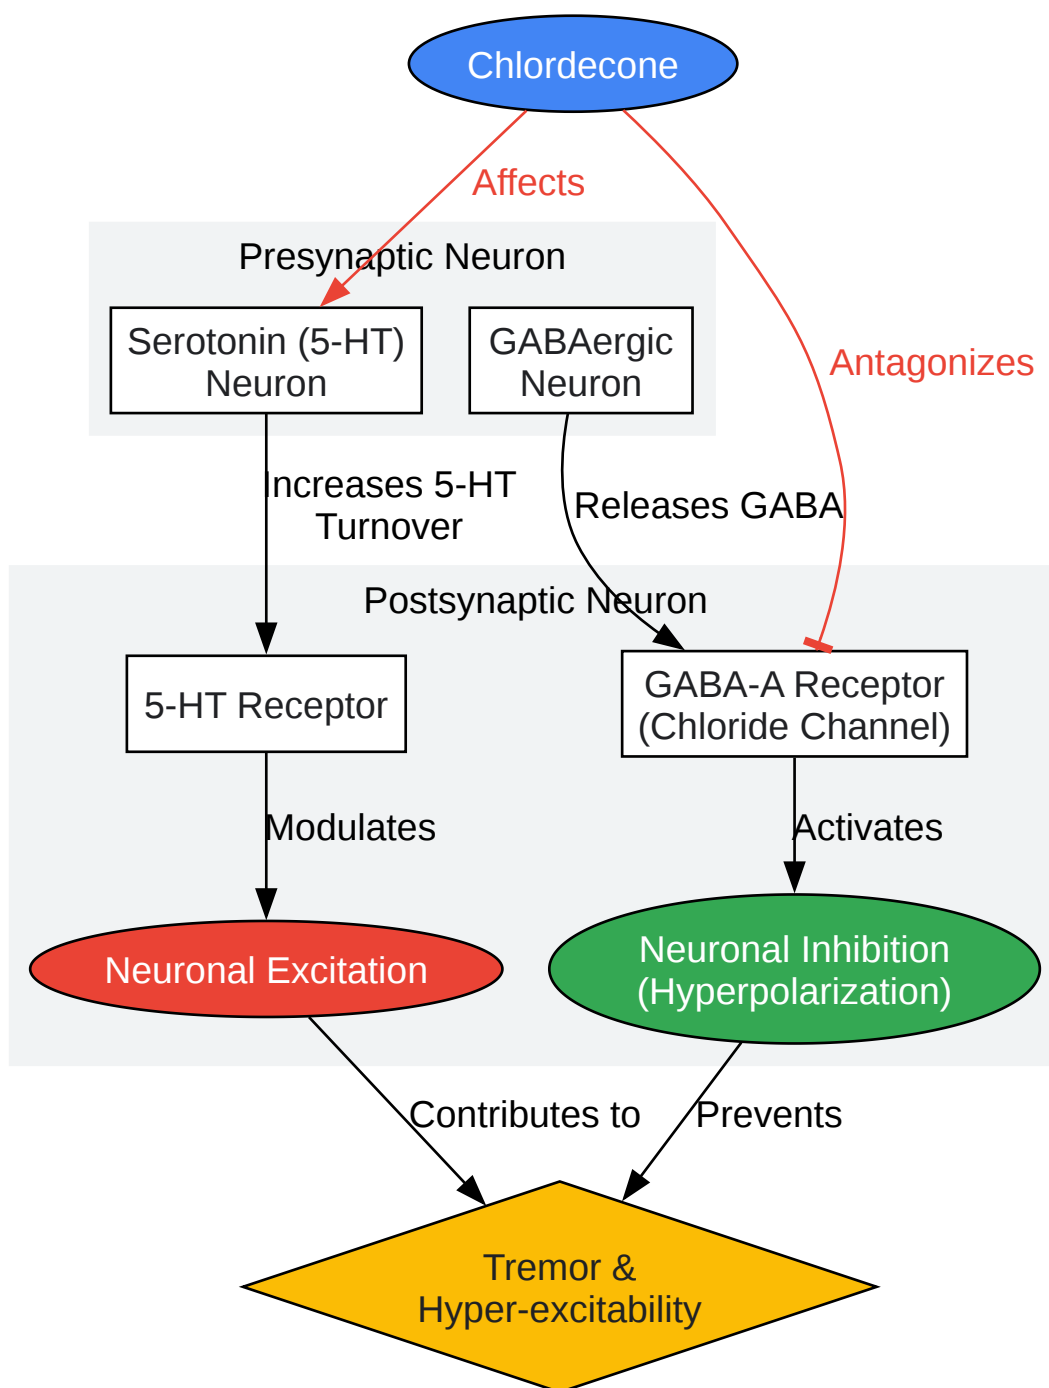 Chlordecone
Affects
Presynaptic Neuron
Serotonin (5-HT)
Neuron
GABAergic
Neuron
Antagonizes
Increases 5-HT
Turnover
Releases GABA
Postsynaptic Neuron
5-HT Receptor
GABA-A Receptor
(Chloride Channel)
Modulates
Activates
Neuronal Excitation
Neuronal Inhibition
(Hyperpolarization)
Contributes to
Prevents
Tremor &
Hyper-excitability